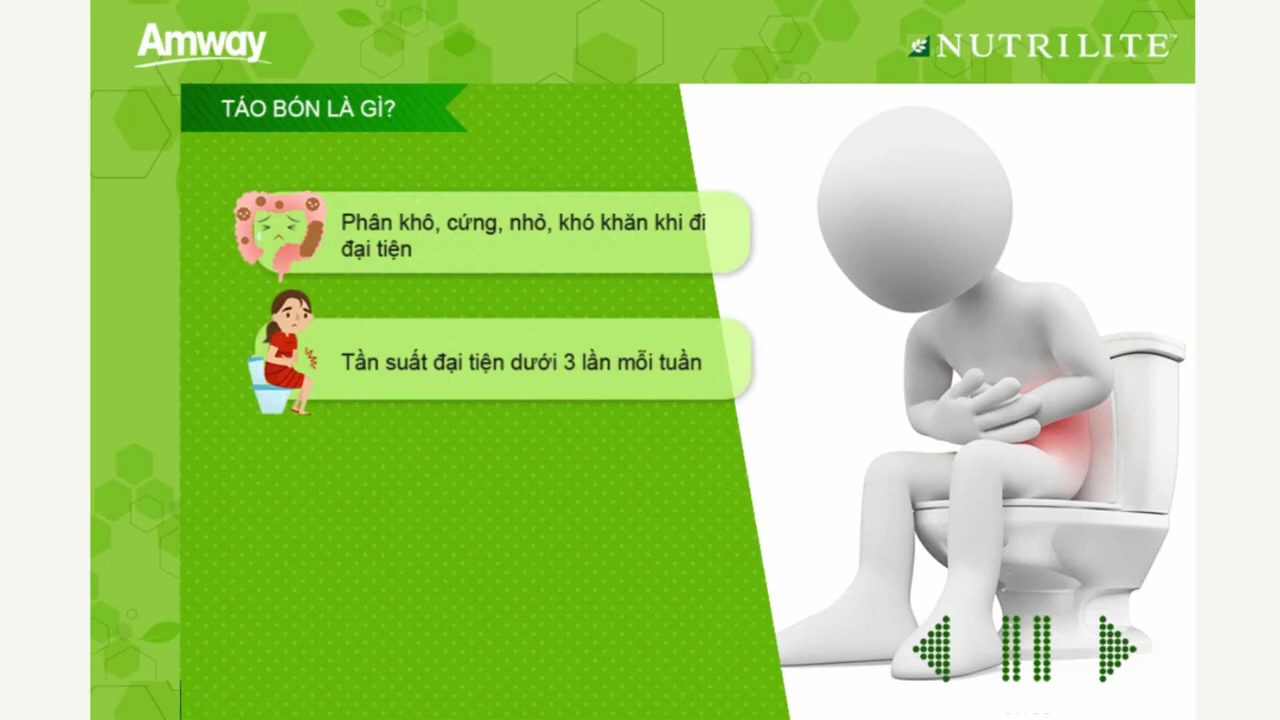 Amway
NUTRILITE
TÁO BÓN LÀ GÌ?
Phân khô, cứng, nhỏ, khó khăn khi đi
đại tiện
Tần suất đại tiện dưới 3 lần mỗi tuần